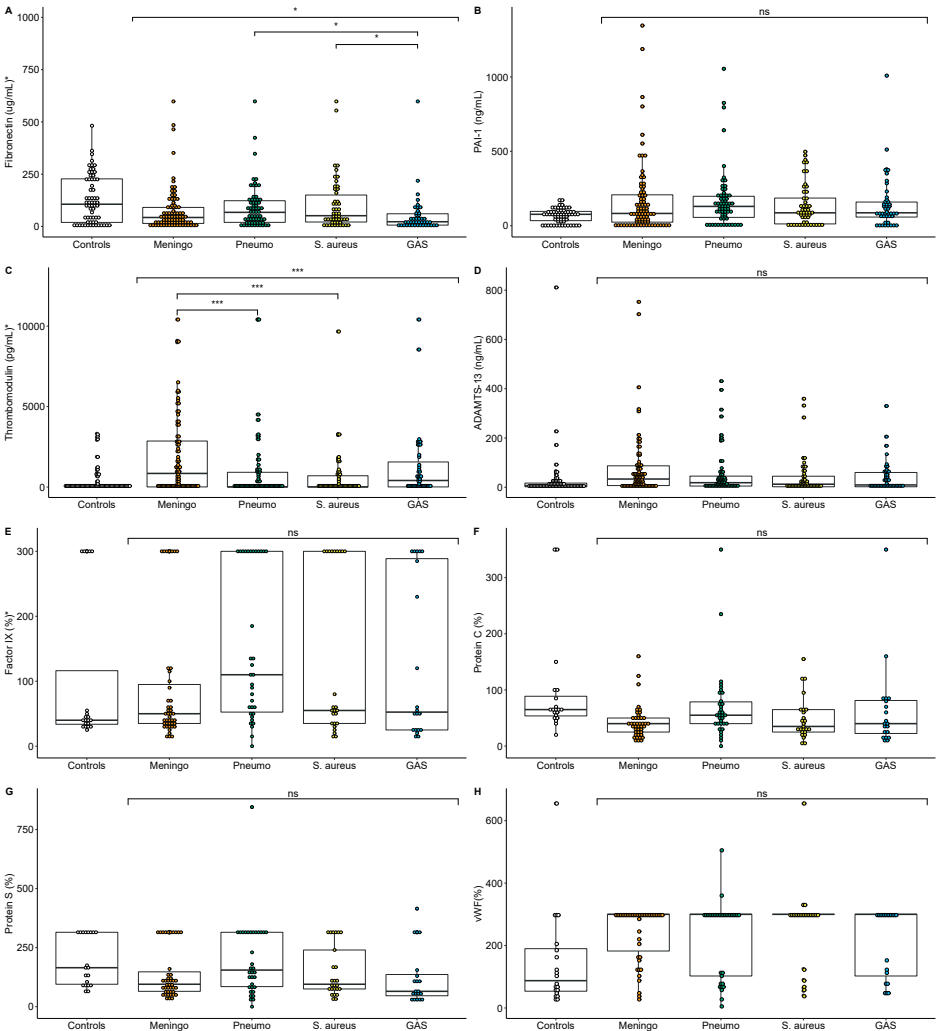 A
Fibronectin (ug/mL)*
1000
750
500
250
0
*
*
*
Controls Meningo Pneumo S. aureus GAS
B
PAI-1 (ng/mL)
1000
500
0
ns
Controls Meningo Pneumo S. aureus GAS
C
Thrombomodulin (pg/mL)*
10000
5000
0
***
***
***
Controls Meningo Pneumo S. aureus GAS
D
ADAMTS-13 (ng/mL)
800
600
400
200
0
ns
Controls Meningo Pneumo S. aureus GAS
E
Factor IX (%)*
300
200
100
0
ns
Controls Meningo Pneumo S. aureus GAS
F
Protein C (%)
300
200
100
0
ns
Controls Meningo Pneumo S. aureus GAS
G
Protein S (%)
750
500
250
0
ns
Controls Meningo Pneumo S. aureus GAS
H
vWF(%)
600
400
200
0
ns
Controls Meningo Pneumo S. aureus GAS